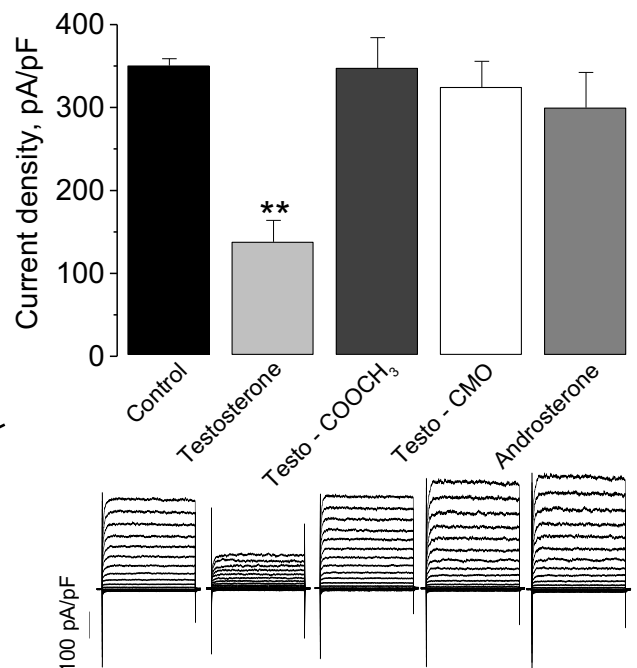 Current density, pA/pF
400
300
200
100
0
**
Control
Testosterone
Testo - COOCH₃
Testo - CMO
Androsterone
100 pA/pF